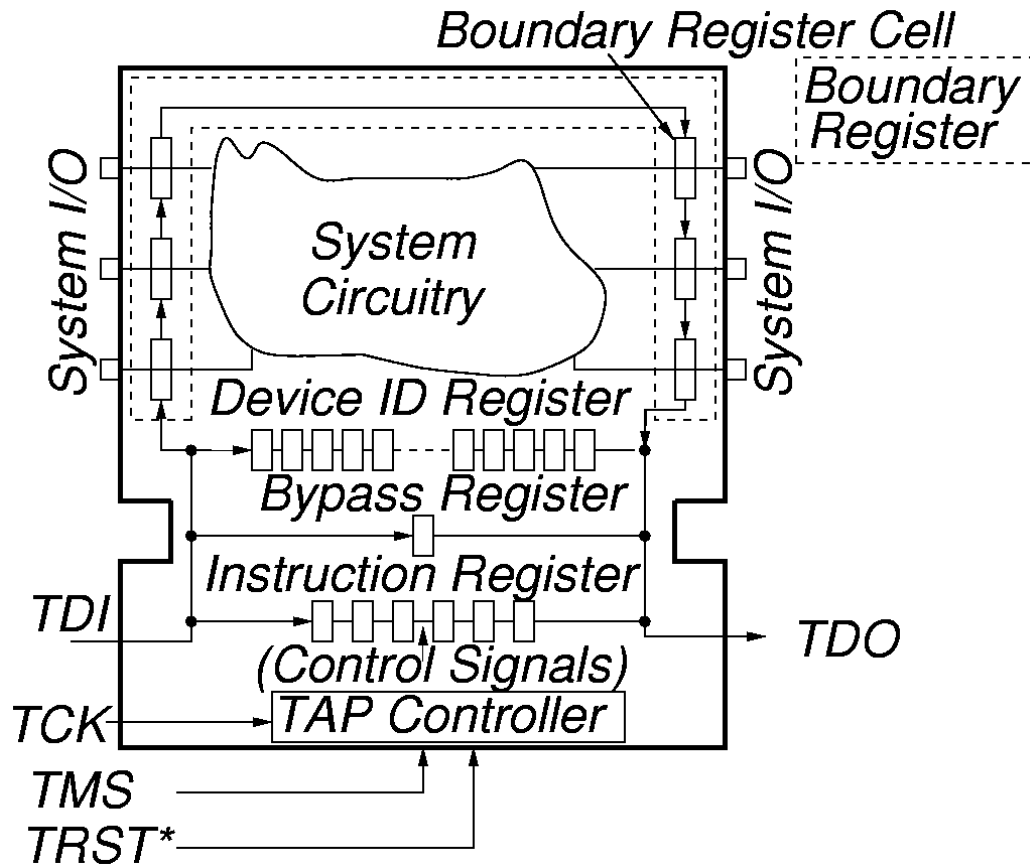 Boundary Register Cell
Boundary
Register
System I/O
System
Circuitry
System I/O
Device ID Register
Bypass Register
Instruction Register
TDI
TDO
(Control Signals)
TAP Controller
TCK
TMS
TRST*